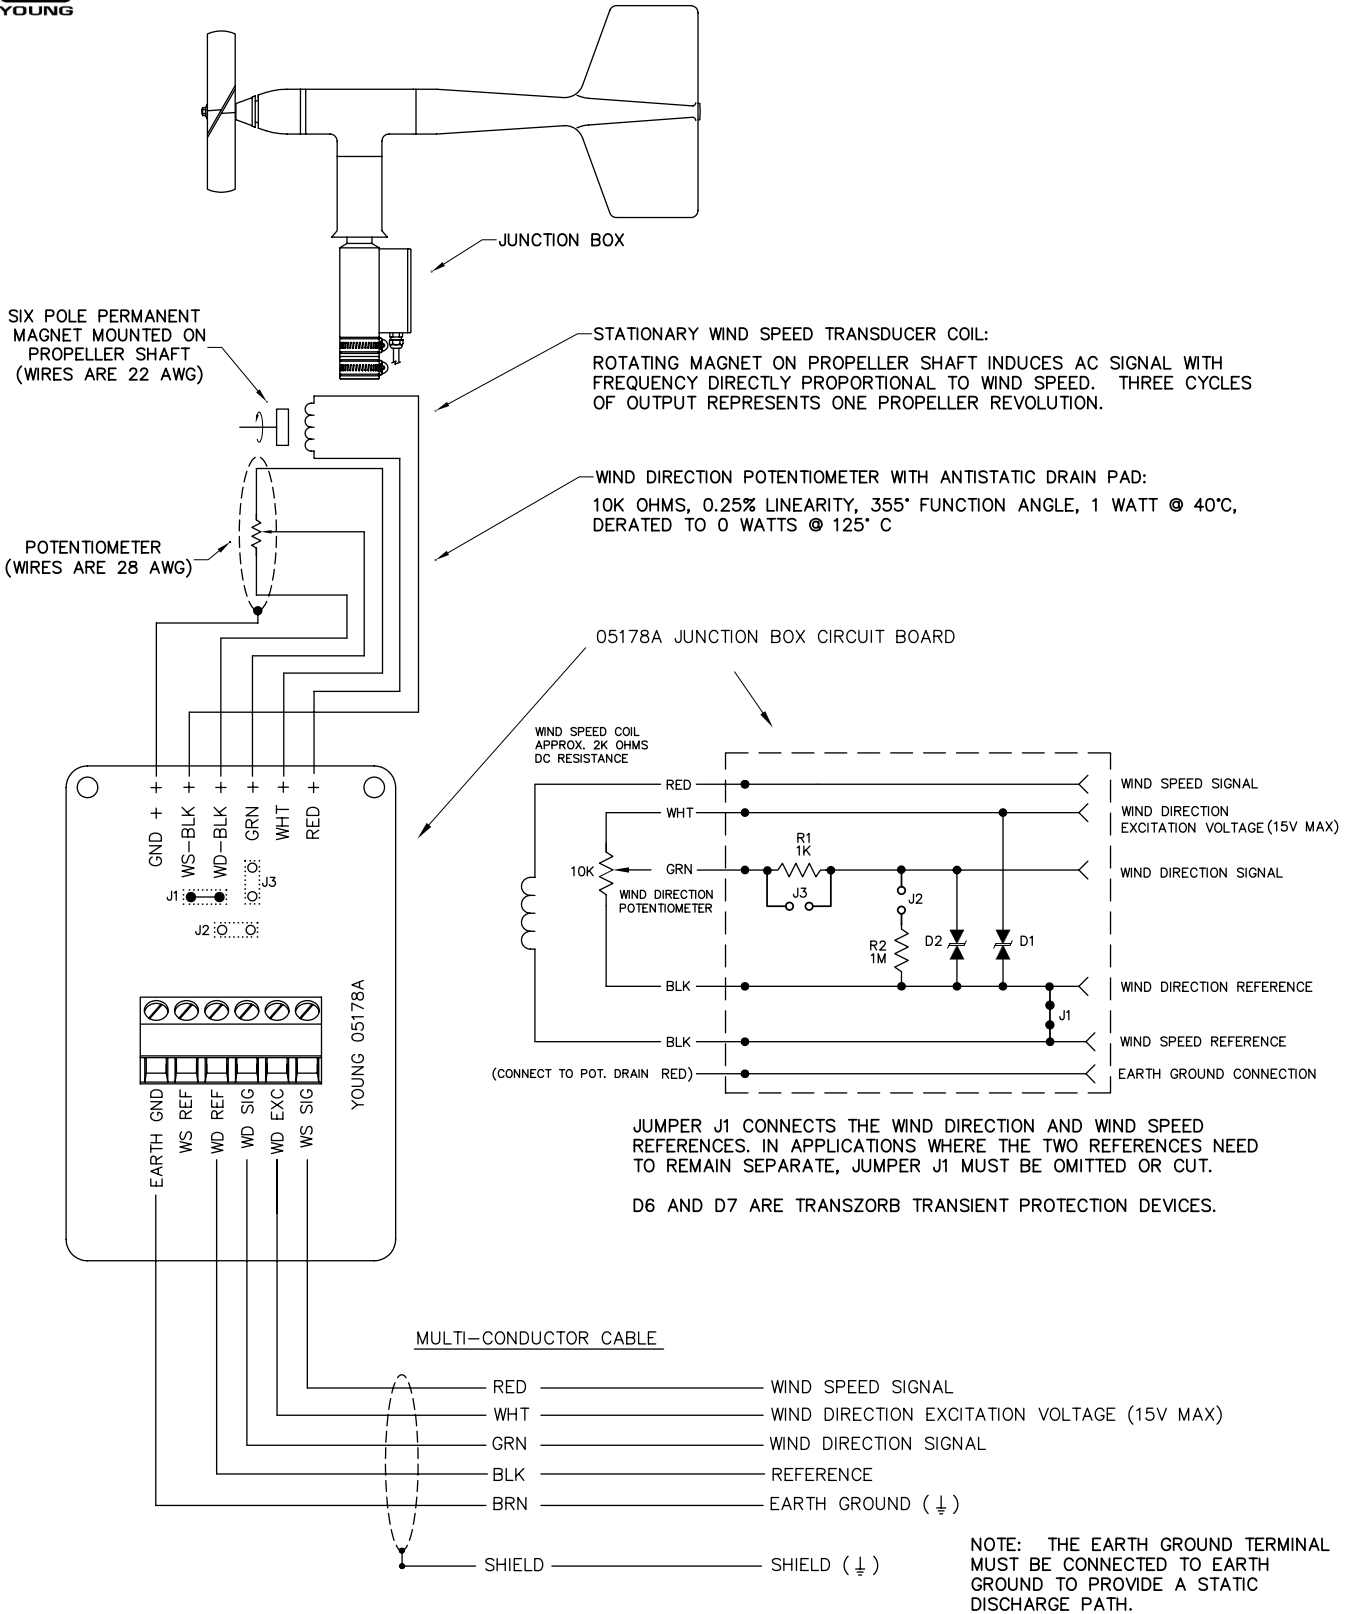 YOUNG
JUNCTION BOX
SIX POLE PERMANENT
MAGNET MOUNTED ON
PROPELLER SHAFT
(WIRES ARE 22 AWG)
STATIONARY WIND SPEED TRANSDUCER COIL:
ROTATING MAGNET ON PROPELLER SHAFT INDUCES AC SIGNAL WITH
FREQUENCY DIRECTLY PROPORTIONAL TO WIND SPEED. THREE CYCLES
OF OUTPUT REPRESENTS ONE PROPELLER REVOLUTION.
WIND DIRECTION POTENTIOMETER WITH ANTISTATIC DRAIN PAD:
10K OHMS, 0.25% LINEARITY, 355° FUNCTION ANGLE, 1 WATT @ 40°C,
DERATED TO 0 WATTS @ 125° C
POTENTIOMETER
(WIRES ARE 28 AWG)
05178A JUNCTION BOX CIRCUIT BOARD
GND +
WS-BLK +
WD-BLK +
GRN +
WHT +
RED +
J1
J3
J2
YOUNG 05178A
EARTH GND
WS REF
WD REF
WD SIG
WD EXC
WS SIG
WIND SPEED COIL
APPROX. 2K OHMS
DC RESISTANCE
RED
WIND SPEED SIGNAL
WHT
WIND DIRECTION
EXCITATION VOLTAGE (15V MAX)
R1
1K
10K
GRN
WIND DIRECTION SIGNAL
J3
J2
WIND DIRECTION
POTENTIOMETER
R2
1M
D2
D1
BLK
WIND DIRECTION REFERENCE
J1
BLK
WIND SPEED REFERENCE
(CONNECT TO POT. DRAIN RED)
EARTH GROUND CONNECTION
JUMPER J1 CONNECTS THE WIND DIRECTION AND WIND SPEED
REFERENCES. IN APPLICATIONS WHERE THE TWO REFERENCES NEED
TO REMAIN SEPARATE, JUMPER J1 MUST BE OMITTED OR CUT.
D6 AND D7 ARE TRANSZORB TRANSIENT PROTECTION DEVICES.
MULTI-CONDUCTOR CABLE
RED WIND SPEED SIGNAL
WHT WIND DIRECTION EXCITATION VOLTAGE (15V MAX)
GRN WIND DIRECTION SIGNAL
BLK REFERENCE
BRN EARTH GROUND (⏚)
SHIELD SHIELD (⏚)
NOTE: THE EARTH GROUND TERMINAL
MUST BE CONNECTED TO EARTH
GROUND TO PROVIDE A STATIC
DISCHARGE PATH.